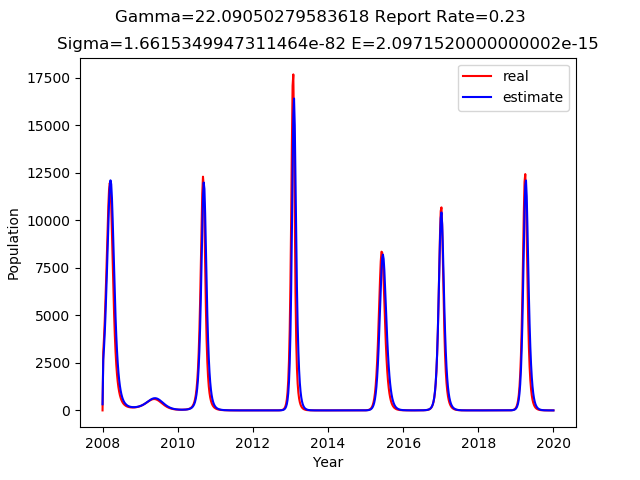 Gamma=22.09050279583618 Report Rate=0.23
Sigma=1.6615349947311464e-82 E=2.0971520000000002e-15
real
estimate
17500
15000
12500
10000
7500
5000
2500
0
Population
2008 2010 2012 2014 2016 2018 2020
Year